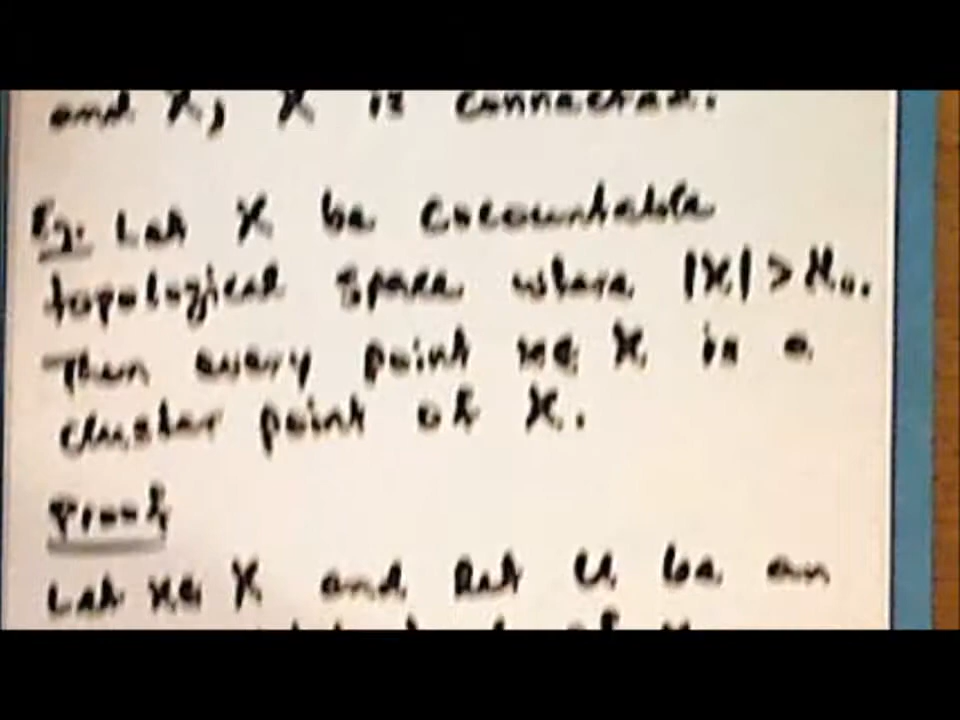 and X, X is connected.
Eg. Let X be cocountable
topological space where |X| > ℵ₀.
Then every point x∈ X is a
cluster point of X.
Proof
Let x∈ X and let U be an
of x